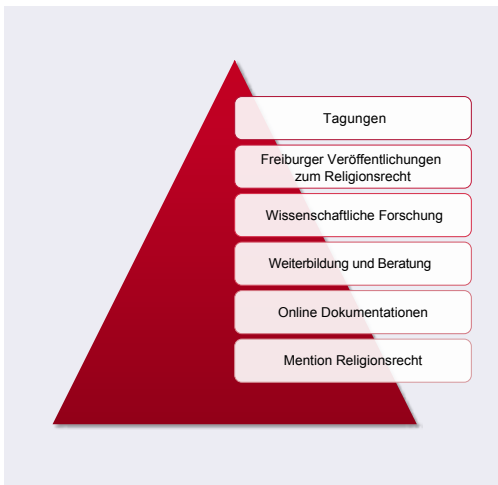 Tagungen
Freiburger Veröffentlichungen
zum Religionsrecht
Wissenschaftliche Forschung
Weiterbildung und Beratung
Online Dokumentationen
Mention Religionsrecht